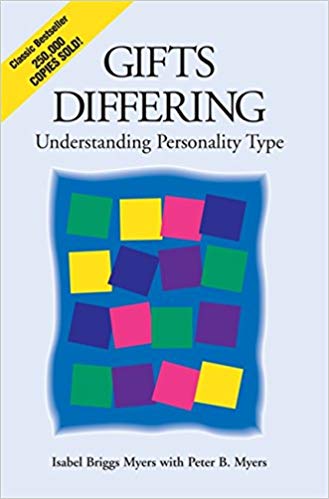 Classic Bestseller
250,000
COPIES SOLD!
GIFTS
DIFFERING
Understanding Personality Type
Isabel Briggs Myers with Peter B. Myers